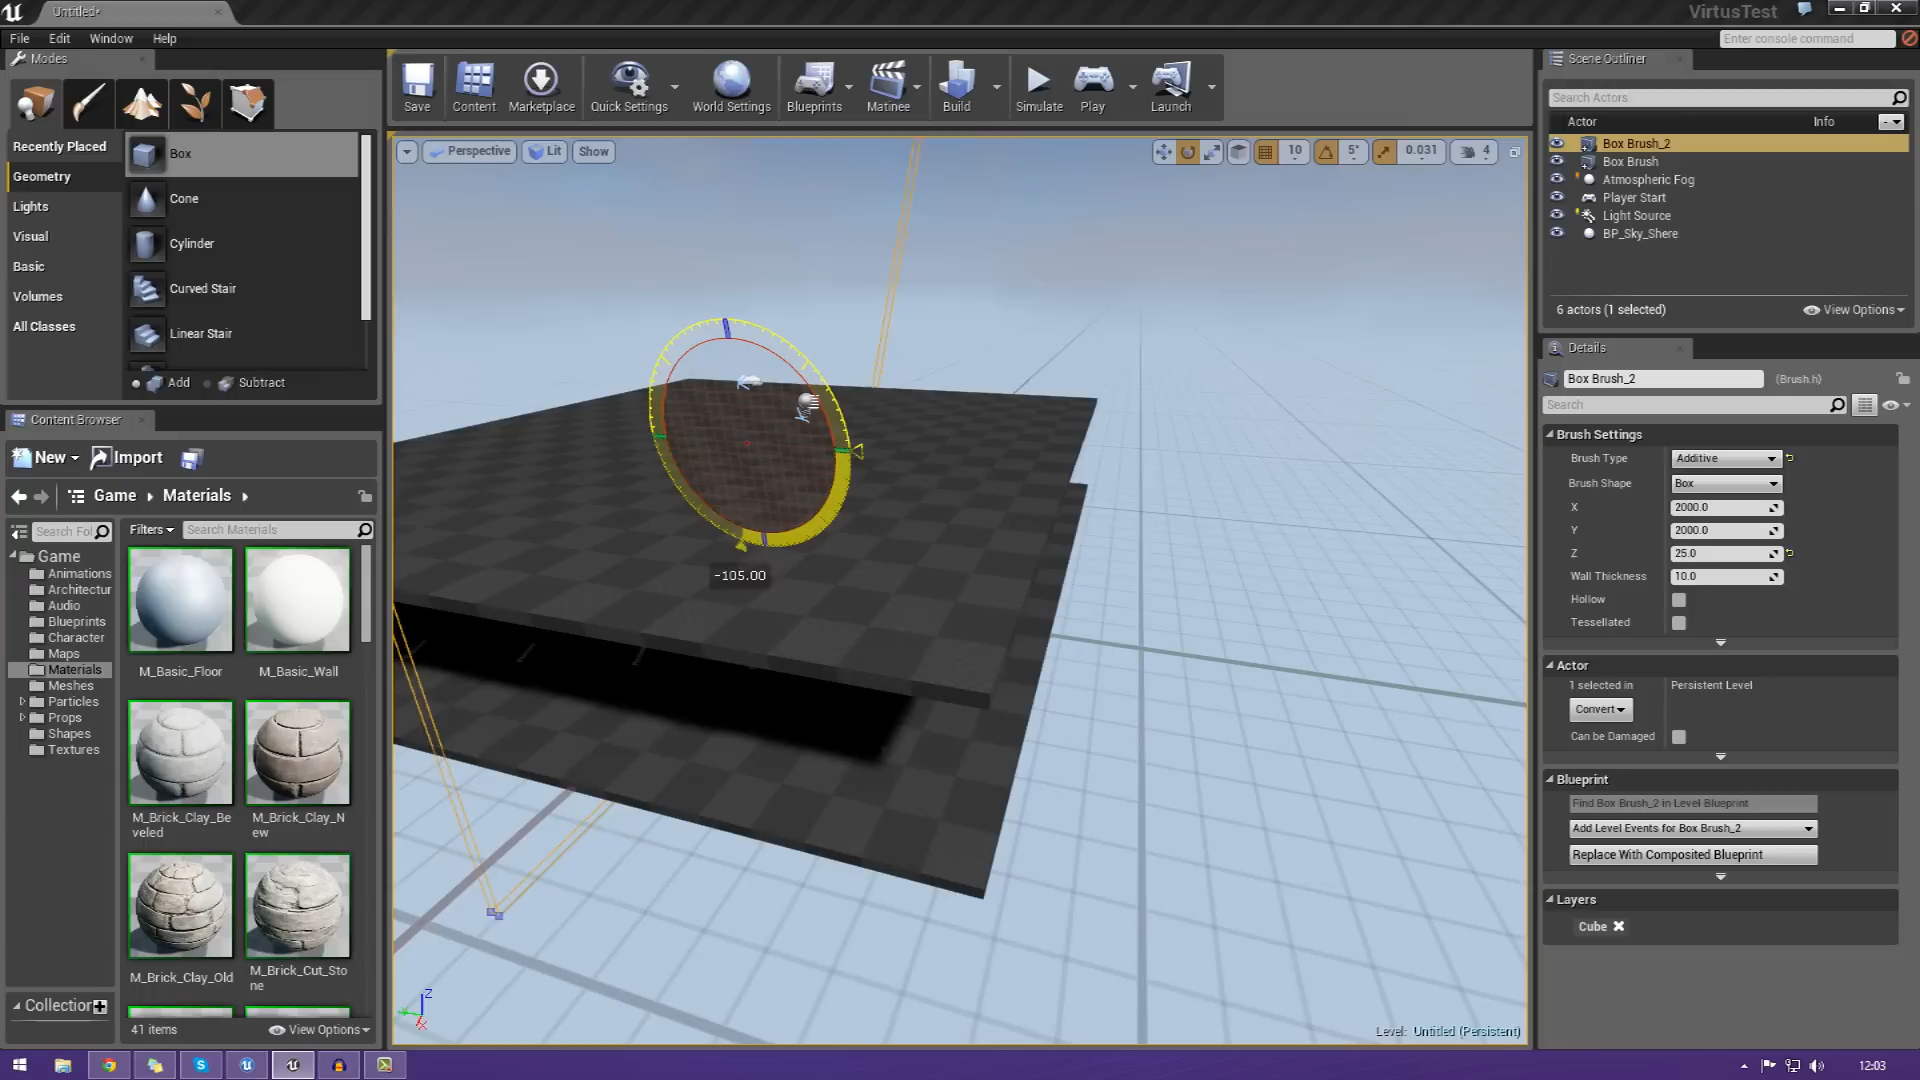 Untitled*
VirtusTest
File Edit Window Help
Enter console command
Modes
Save
Content
Marketplace
Quick Settings
World Settings
Blueprints
Matinee
Build
Simulate
Play
Launch
Recently Placed
Geometry
Lights
Visual
Basic
Volumes
All Classes
Box
Cone
Cylinder
Curved Stair
Linear Stair
Add
Subtract
Perspective
Lit
Show
10
5°
0.031
4
-105.00
Z
Level: Untitled (Persistent)
Content Browser
New
Import
Game
Materials
Search Fol
Filters
Search Materials
Game
Animations
Architectur
Audio
Blueprints
Character
Maps
Materials
Meshes
Particles
Props
Shapes
Textures
M_Basic_Floor
M_Basic_Wall
M_Brick_Clay_Be
veled
M_Brick_Clay_N
ew
M_Brick_Clay_Old
M_Brick_Cut_Sto
ne
Collection
41 items
View Options
Scene Outliner
Search Actors
Actor
Info
Box Brush_2
Box Brush
Atmospheric Fog
Player Start
Light Source
BP_Sky_Shere
6 actors (1 selected)
View Options
Details
Box Brush_2
(Brush.h)
Search
Brush Settings
Brush Type
Additive
Brush Shape
Box
X
2000.0
Y
2000.0
Z
25.0
Wall Thickness
10.0
Hollow
Tessellated
Actor
1 selected in
Persistent Level
Convert
Can be Damaged
Blueprint
Find Box Brush_2 in Level Blueprint
Add Level Events for Box Brush_2
Replace With Composited Blueprint
Layers
Cube
12:03